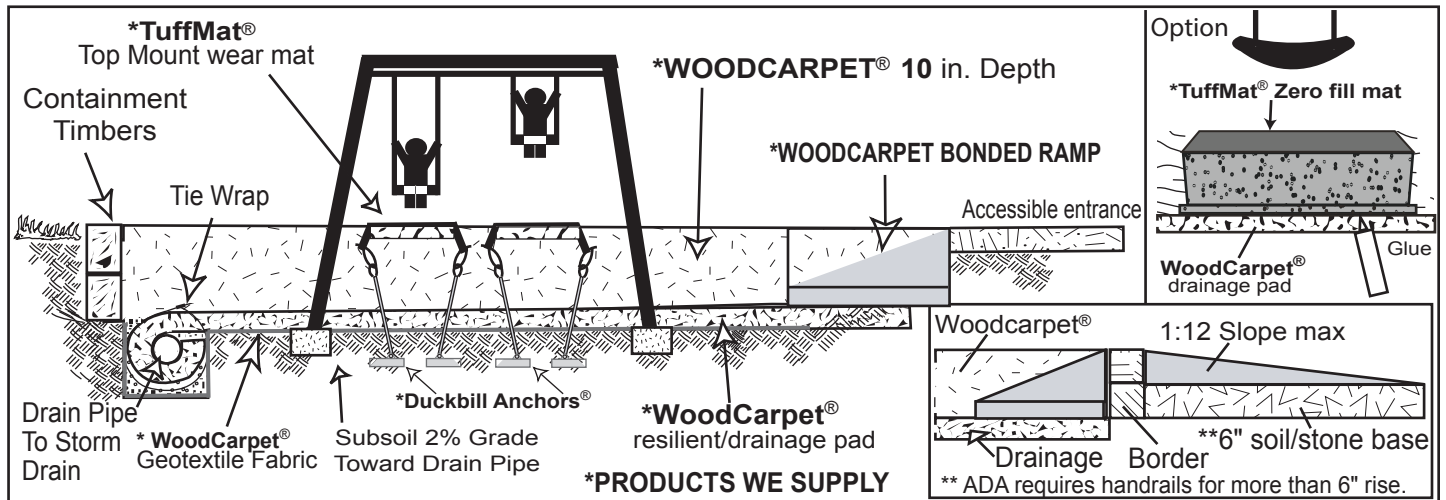 *TuffMat®
Top Mount wear mat
Containment
Timbers
Tie Wrap
*WOODCARPET® 10 in. Depth
*WOODCARPET BONDED RAMP
Accessible entrance
Drain Pipe
To Storm
Drain
* WoodCarpet®
Geotextile Fabric
*Duckbill Anchors®
Subsoil 2% Grade
Toward Drain Pipe
*WoodCarpet®
resilient/drainage pad
*PRODUCTS WE SUPPLY
Option
*TuffMat® Zero fill mat
Glue
WoodCarpet®
drainage pad
Woodcarpet®
1:12 Slope max
**6" soil/stone base
Drainage
Border
** ADA requires handrails for more than 6" rise.